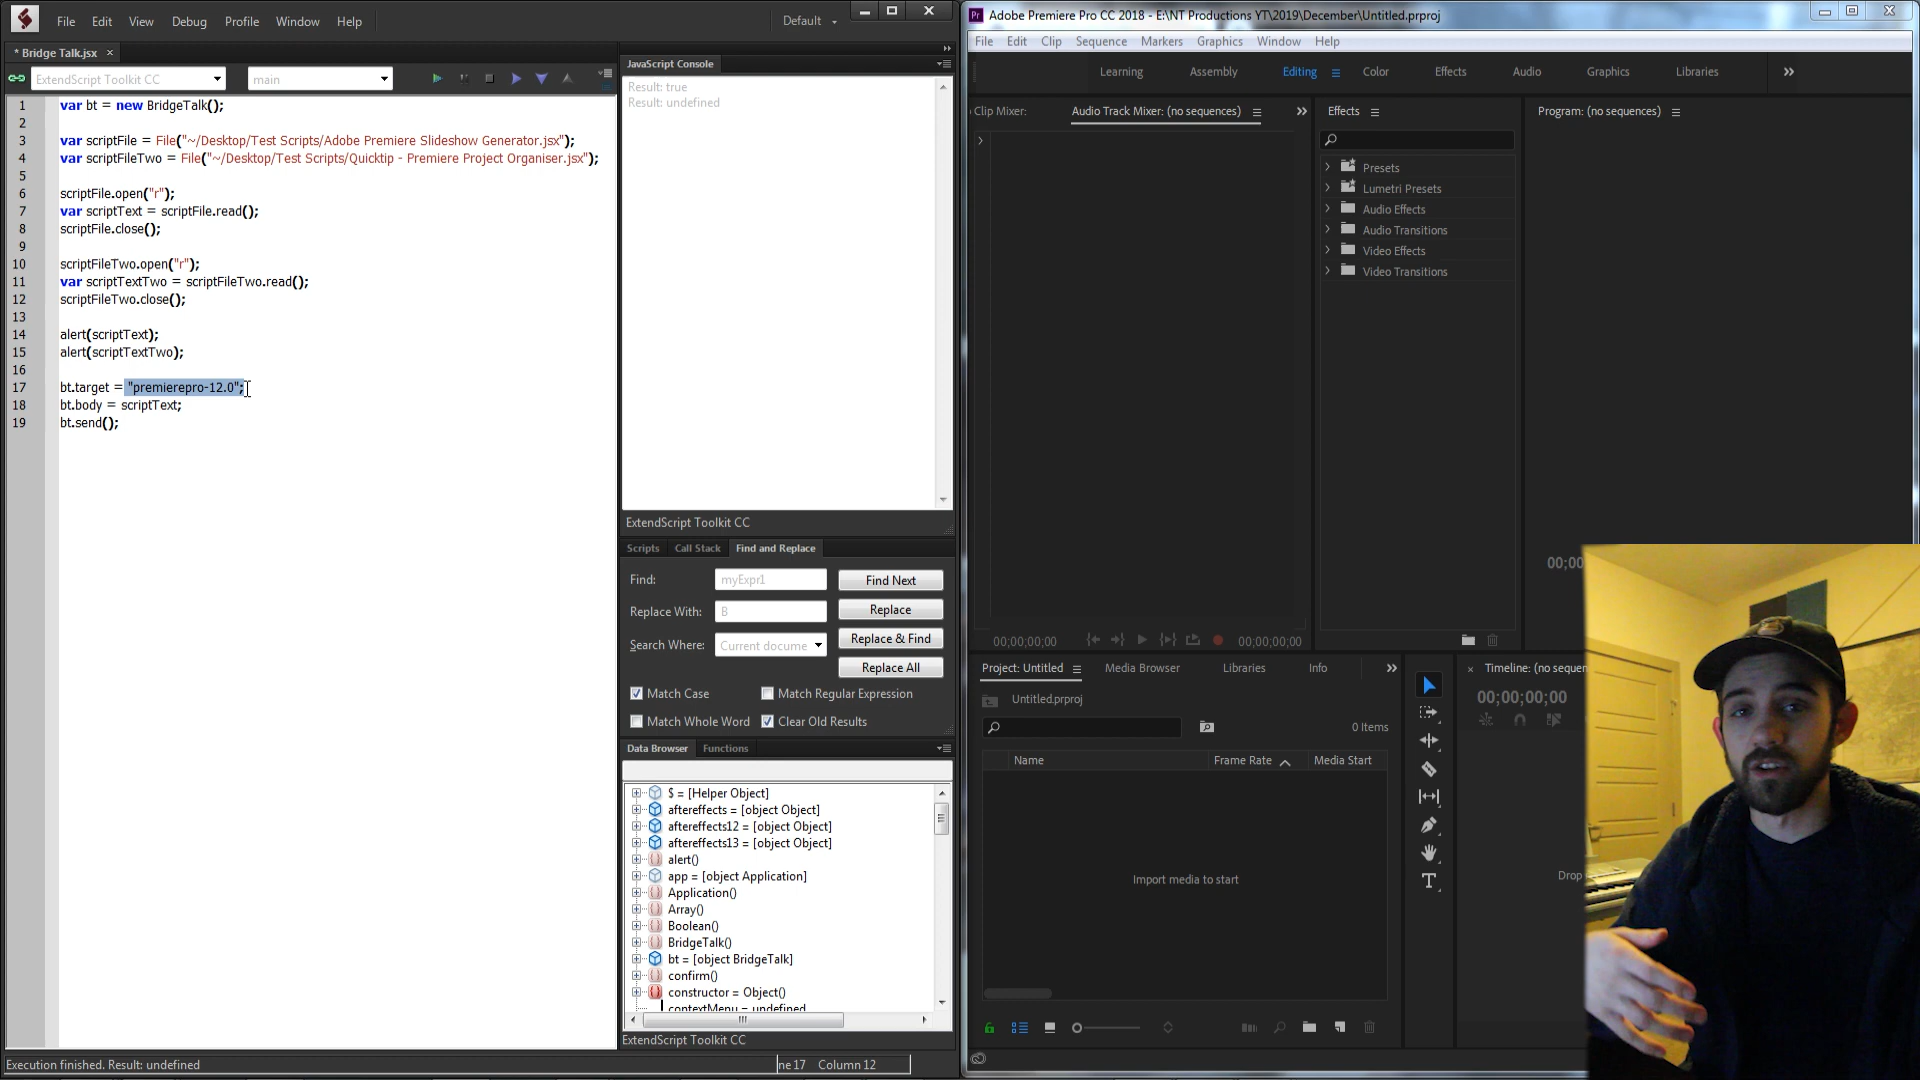 File Edit View Debug Profile Window Help Default
* Bridge Talk.jsx ×
ExtendScript Toolkit CC main
1 var bt = new BridgeTalk();
2
3 var scriptFile = File("~/Desktop/Test Scripts/Adobe Premiere Slideshow Generator.jsx");
4 var scriptFileTwo = File("~/Desktop/Test Scripts/Quicktip - Premiere Project Organiser.jsx");
5
6 scriptFile.open("r");
7 var scriptText = scriptFile.read();
8 scriptFile.close();
9
10 scriptFileTwo.open("r");
11 var scriptTextTwo = scriptFileTwo.read();
12 scriptFileTwo.close();
13
14 alert(scriptText);
15 alert(scriptTextTwo);
16
17 bt.target = "premierepro-12.0";
18 bt.body = scriptText;
19 bt.send();
Execution finished. Result: undefined
ne 17 Column 12
JavaScript Console
Result: true
Result: undefined
ExtendScript Toolkit CC
Scripts Call Stack Find and Replace
Find: myExpr1 Find Next
Replace With: B Replace
Search Where: Current docume Replace & Find
Replace All
Match Case Match Regular Expression
Match Whole Word Clear Old Results
Data Browser Functions
$ = [Helper Object]
aftereffects = [object Object]
aftereffects12 = [object Object]
aftereffects13 = [object Object]
alert()
app = [object Application]
Application()
Array()
Boolean()
BridgeTalk()
bt = [object BridgeTalk]
confirm()
constructor = Object()
contextMenu = undefined
ExtendScript Toolkit CC
Pr Adobe Premiere Pro CC 2018 - E:\NT Productions YT\2019\December\Untitled.prproj
File Edit Clip Sequence Markers Graphics Window Help
Learning Assembly Editing Color Effects Audio Graphics Libraries
Clip Mixer: Audio Track Mixer: (no sequences)
00;00;00;00 00;00;00;00
Effects
Presets
Lumetri Presets
Audio Effects
Audio Transitions
Video Effects
Video Transitions
Program: (no sequences)
00;00
Project: Untitled Media Browser Libraries Info
Untitled.prproj
0 Items
Name Frame Rate Media Start
Import media to start
× Timeline: (no sequen
00;00;00;00
Drop